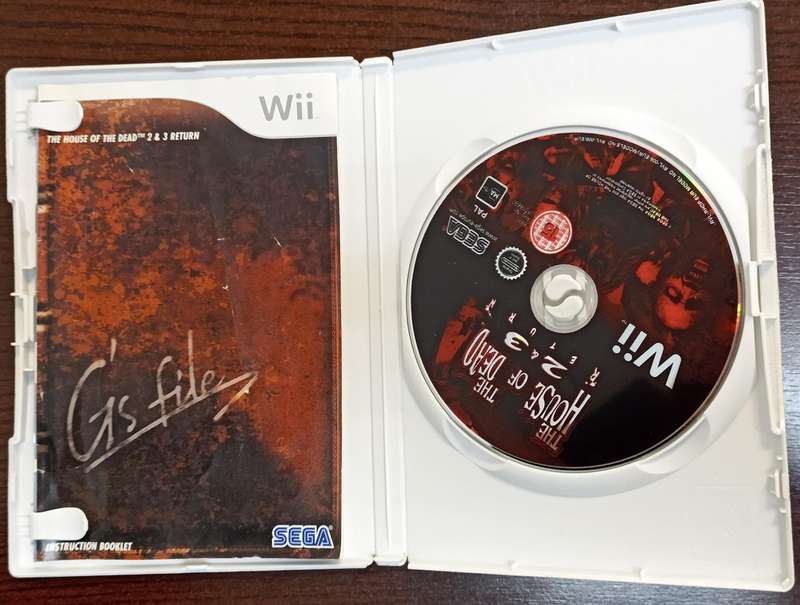 Wii
THE HOUSE OF THE DEAD™ 2 & 3 RETURN
G's file
SEGA
INSTRUCTION BOOKLET
Wii
THE
HOUSE OF
THE
DEAD
2 & 3
RETURN
SEGA
PAL
18